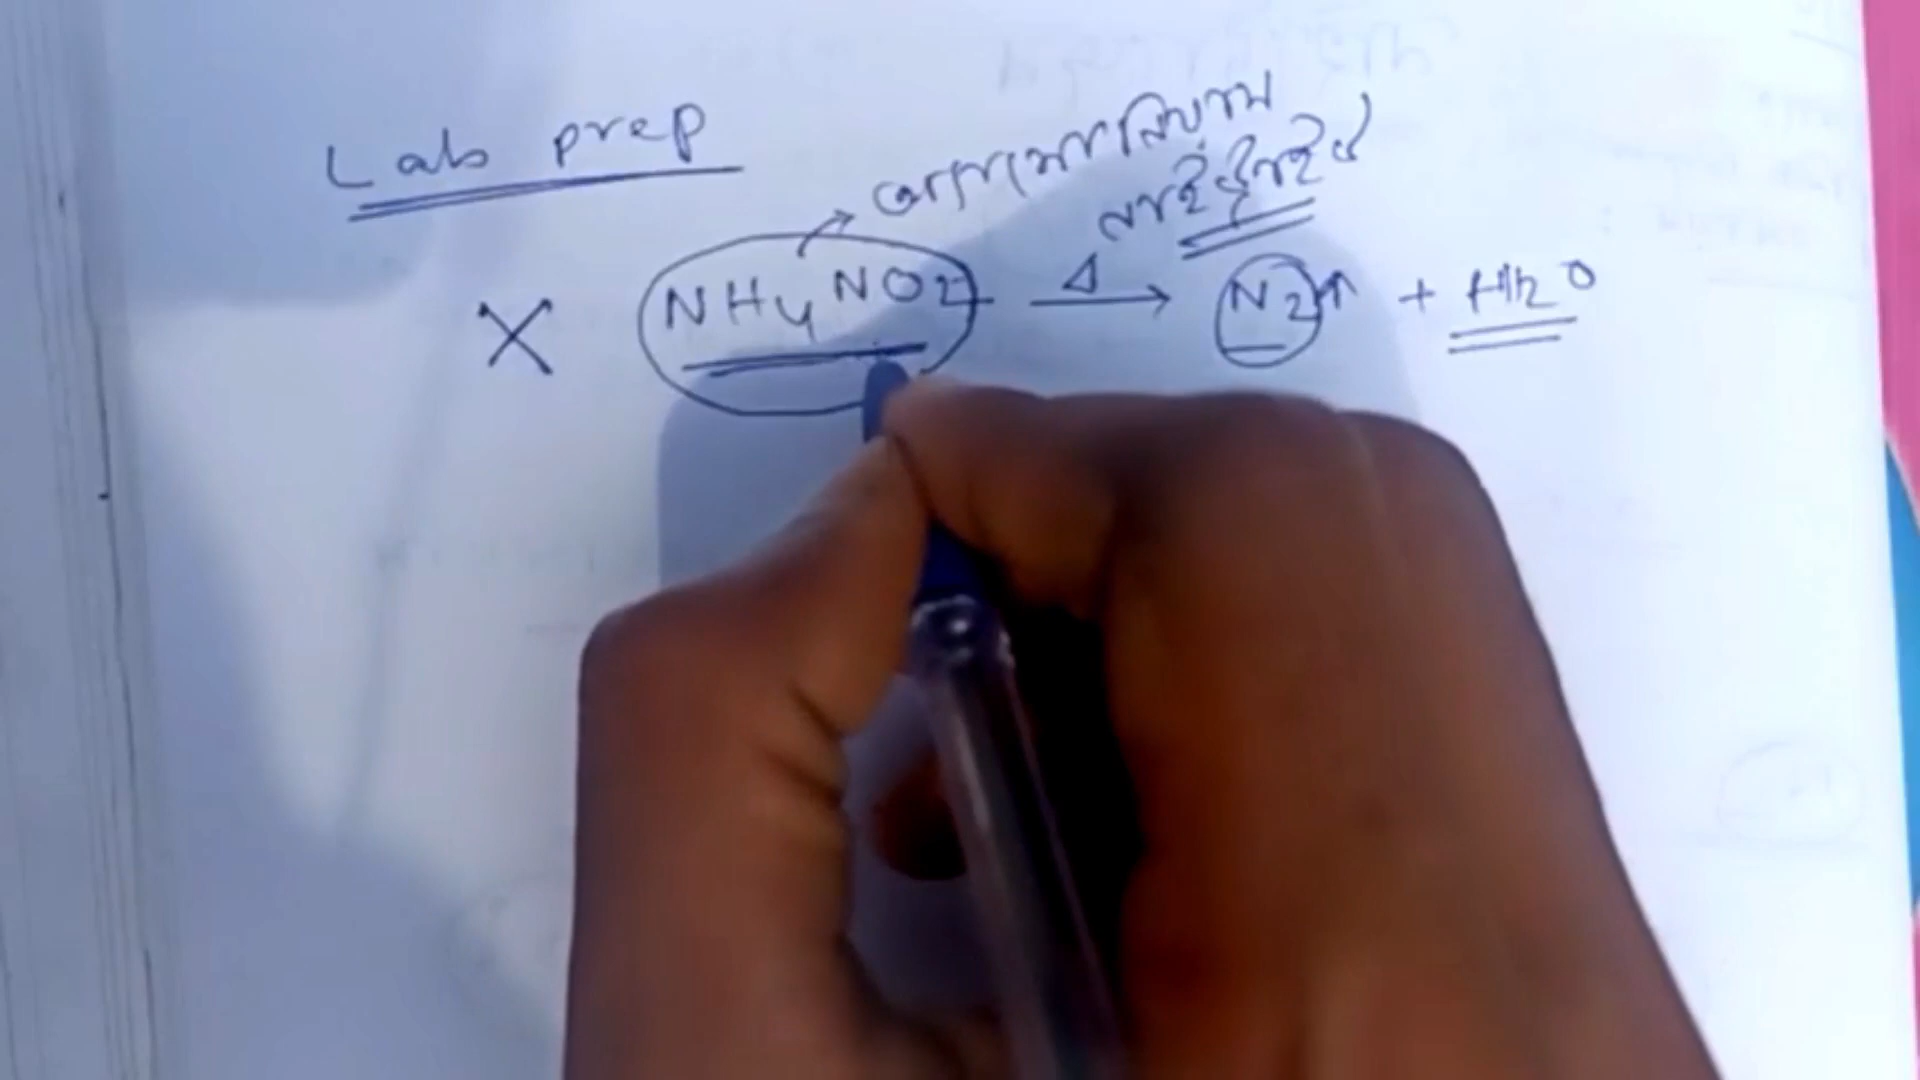 Lab prep
অ্যামোনিয়াম
নাইট্রাইট
X NH4NO2 Δ → N2↑ + H2O